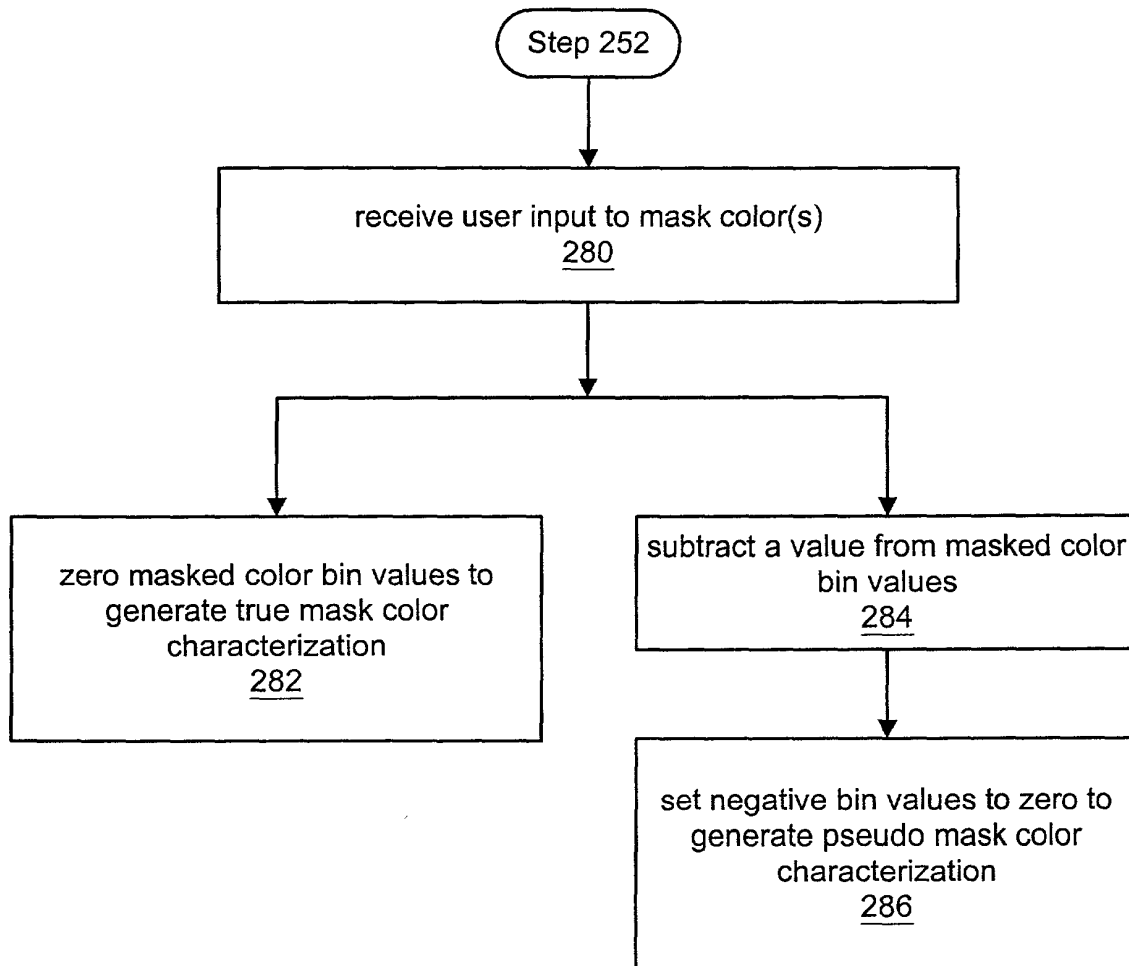 Step 252
receive user input to mask color(s)
280
zero masked color bin values to
generate true mask color
characterization
282
subtract a value from masked color
bin values
284
set negative bin values to zero to
generate pseudo mask color
characterization
286